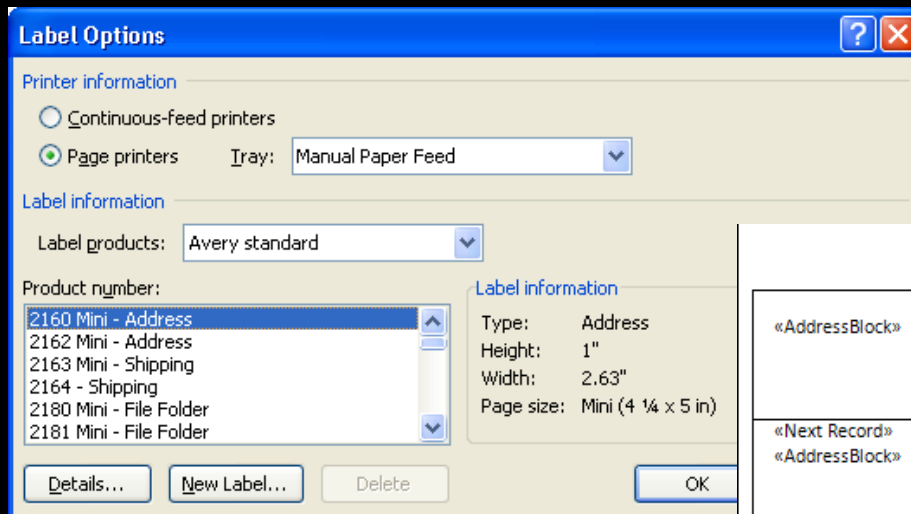 Label Options
Printer information
Continuous-feed printers
Page printers Tray: Manual Paper Feed
Label information
Label products: Avery standard
Product number:
2160 Mini - Address
2162 Mini - Address
2163 Mini - Shipping
2164 - Shipping
2180 Mini - File Folder
2181 Mini - File Folder
Label information
Type: Address
Height: 1"
Width: 2.63"
Page size: Mini (4 ¼ x 5 in)
Details... New Label... Delete OK
«AddressBlock»
«Next Record»
«AddressBlock»